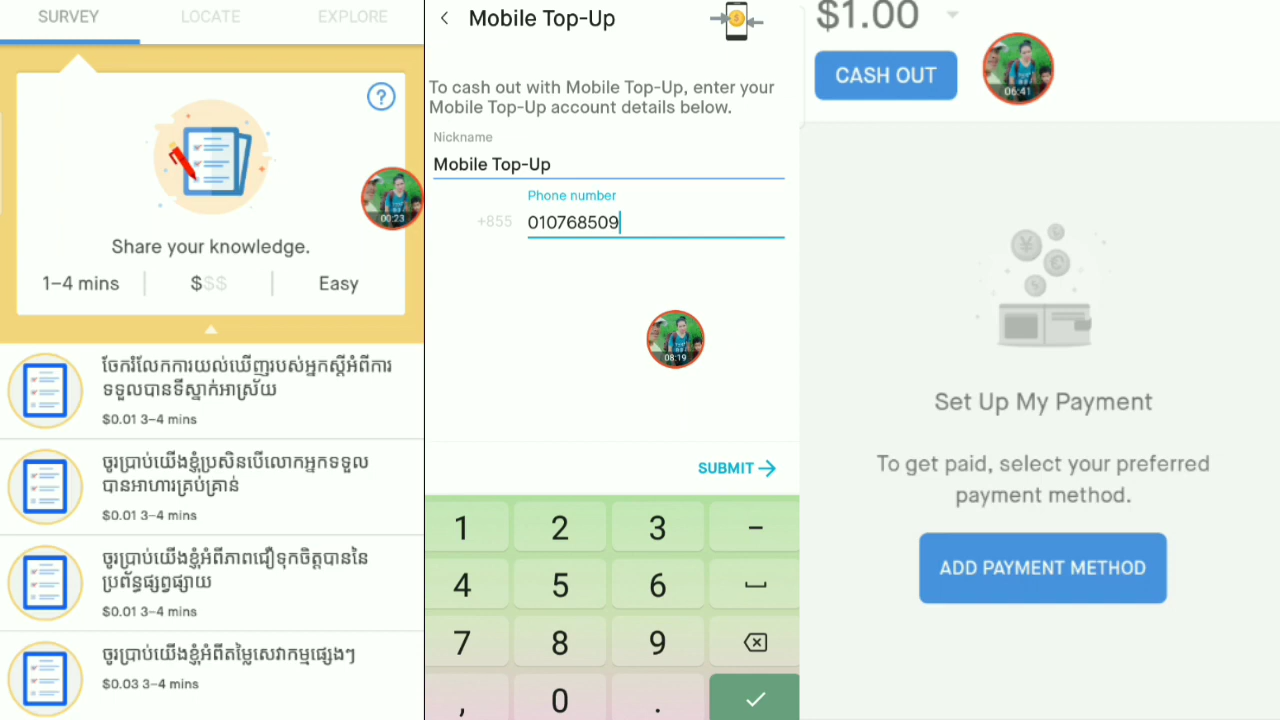 SURVEY
LOCATE
EXPLORE
?
00:23
Share your knowledge.
1–4 mins
$$$
Easy
ចែករំលែកការយល់ឃើញរបស់អ្នកស្តីអំពីការ
ទទួលបានទីស្នាក់អាស្រ័យ
$0.01 3–4 mins
ចូរប្រាប់យើងខ្ញុំប្រសិនបើលោកអ្នកទទួល
បានអាហារគ្រប់គ្រាន់
$0.01 3–4 mins
ចូរប្រាប់យើងខ្ញុំអំពីភាពជឿទុកចិត្តបាននៃ
ប្រព័ន្ធផ្សព្វផ្សាយ
$0.01 3–4 mins
ចូរប្រាប់យើងខ្ញុំអំពីតម្លៃសេវាកម្មផ្សេងៗ
$0.03 3–4 mins
Mobile Top-Up
To cash out with Mobile Top-Up, enter your
Mobile Top-Up account details below.
Nickname
Mobile Top-Up
Phone number
+855 010768509
08:19
SUBMIT
1 2 3 –
4 5 6
7 8 9
, 0 .
$1.00
CASH OUT
06:41
Set Up My Payment
To get paid, select your preferred
payment method.
ADD PAYMENT METHOD